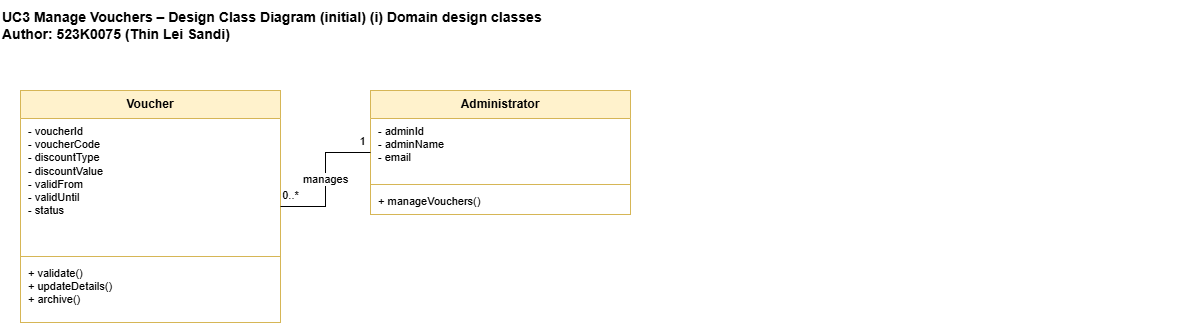 UC3 Manage Vouchers – Design Class Diagram (initial) (i) Domain design classes
Author: 523K0075 (Thin Lei Sandi)
Voucher
- voucherId
- voucherCode
- discountType
- discountValue
- validFrom
- validUntil
- status
+ validate()
+ updateDetails()
+ archive()
0..*
manages
1
Administrator
- adminId
- adminName
- email
+ manageVouchers()